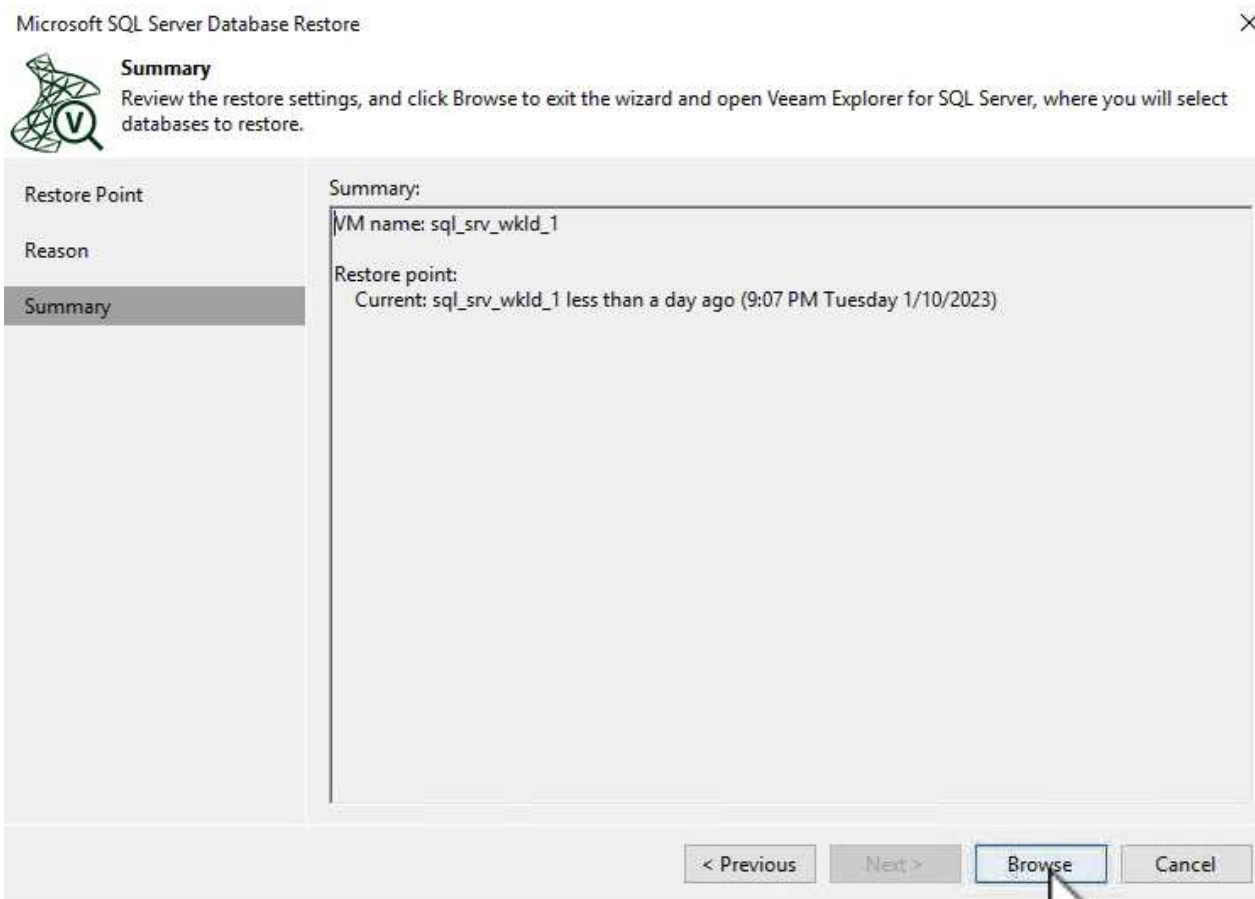 Microsoft SQL Server Database Restore
Summary
Review the restore settings, and click Browse to exit the wizard and open Veeam Explorer for SQL Server, where you will select
databases to restore.
Restore Point
Reason
Summary
Summary:
VM name: sql_srv_wkld_1
Restore point:
Current: sql_srv_wkld_1 less than a day ago (9:07 PM Tuesday 1/10/2023)
< Previous
Next >
Browse
Cancel